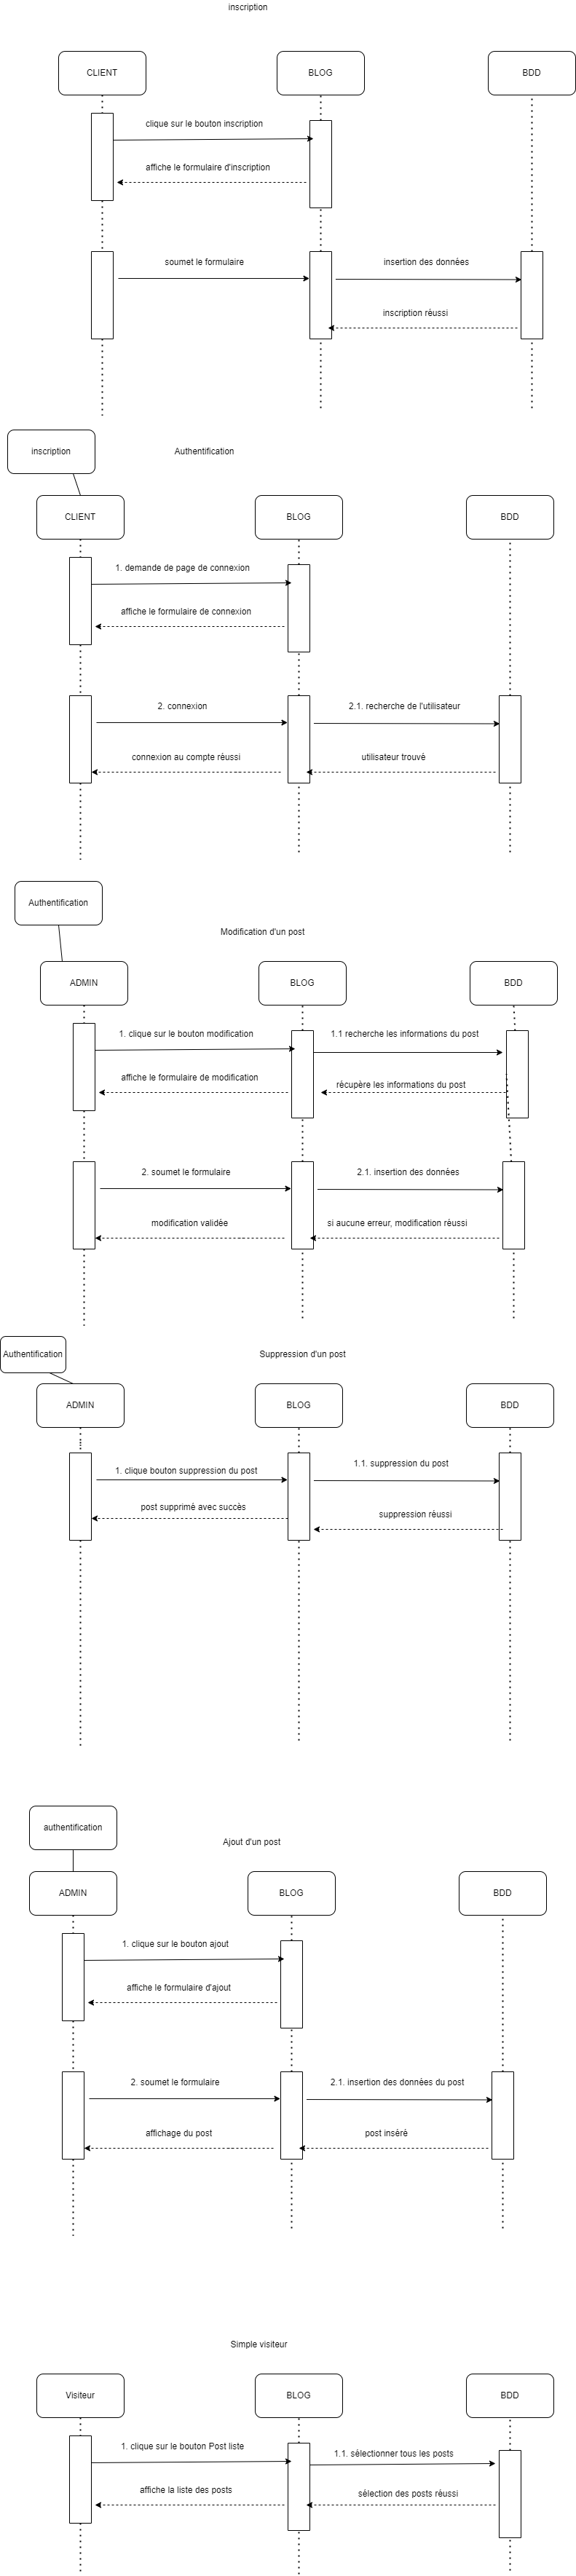 inscription
CLIENT
BLOG
BDD
clique sur le bouton inscription
affiche le formulaire d'inscription
soumet le formulaire
insertion des données
inscription réussi
inscription
Authentification
CLIENT
BLOG
BDD
1. demande de page de connexion
affiche le formulaire de connexion
2. connexion
2.1. recherche de l'utilisateur
connexion au compte réussi
utilisateur trouvé
Authentification
Modification d'un post
ADMIN
BLOG
BDD
1. clique sur le bouton modification
1.1 recherche les informations du post
affiche le formulaire de modification
récupère les informations du post
2. soumet le formulaire
2.1. insertion des données
modification validée
si aucune erreur, modification réussi
Authentification
Suppression d'un post
ADMIN
BLOG
BDD
1. clique bouton suppression du post
1.1. suppression du post
post supprimé avec succès
suppression réussi
authentification
Ajout d'un post
ADMIN
BLOG
BDD
1. clique sur le bouton ajout
affiche le formulaire d'ajout
2. soumet le formulaire
2.1. insertion des données du post
affichage du post
post inséré
Simple visiteur
Visiteur
BLOG
BDD
1. clique sur le bouton Post liste
1.1. sélectionner tous les posts
affiche la liste des posts
sélection des posts réussi